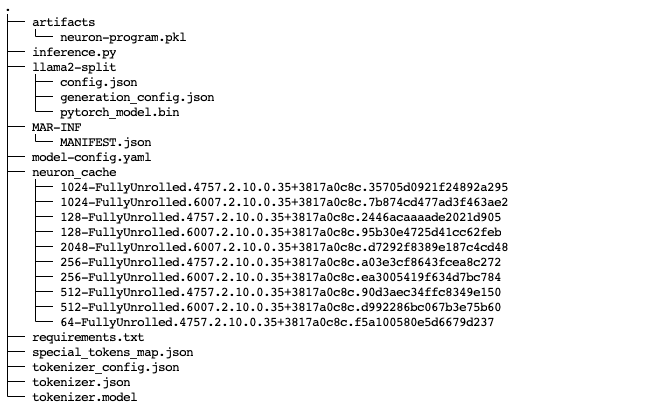 .
├── artifacts
│   └── neuron-program.pkl
├── inference.py
├── llama2-split
│   ├── config.json
│   ├── generation_config.json
│   └── pytorch_model.bin
├── MAR-INF
│   └── MANIFEST.json
├── model-config.yaml
├── neuron_cache
│   ├── 1024-FullyUnrolled.4757.2.10.0.35+3817a0c8c.35705d0921f24892a295
│   ├── 1024-FullyUnrolled.6007.2.10.0.35+3817a0c8c.7b874cd477ad3f463ae2
│   ├── 128-FullyUnrolled.4757.2.10.0.35+3817a0c8c.2446acaaaade2021d905
│   ├── 128-FullyUnrolled.6007.2.10.0.35+3817a0c8c.95b30e4725d41cc62feb
│   ├── 2048-FullyUnrolled.6007.2.10.0.35+3817a0c8c.d7292f8389e187c4cd48
│   ├── 256-FullyUnrolled.4757.2.10.0.35+3817a0c8c.a03e3cf8643fcea8c272
│   ├── 256-FullyUnrolled.6007.2.10.0.35+3817a0c8c.ea3005419f634d7bc784
│   ├── 512-FullyUnrolled.4757.2.10.0.35+3817a0c8c.90d3aec34ffc8349e150
│   ├── 512-FullyUnrolled.6007.2.10.0.35+3817a0c8c.d992286bc067b3e75b60
│   └── 64-FullyUnrolled.4757.2.10.0.35+3817a0c8c.f5a100580e5d6679d237
├── requirements.txt
├── special_tokens_map.json
├── tokenizer_config.json
├── tokenizer.json
└── tokenizer.model